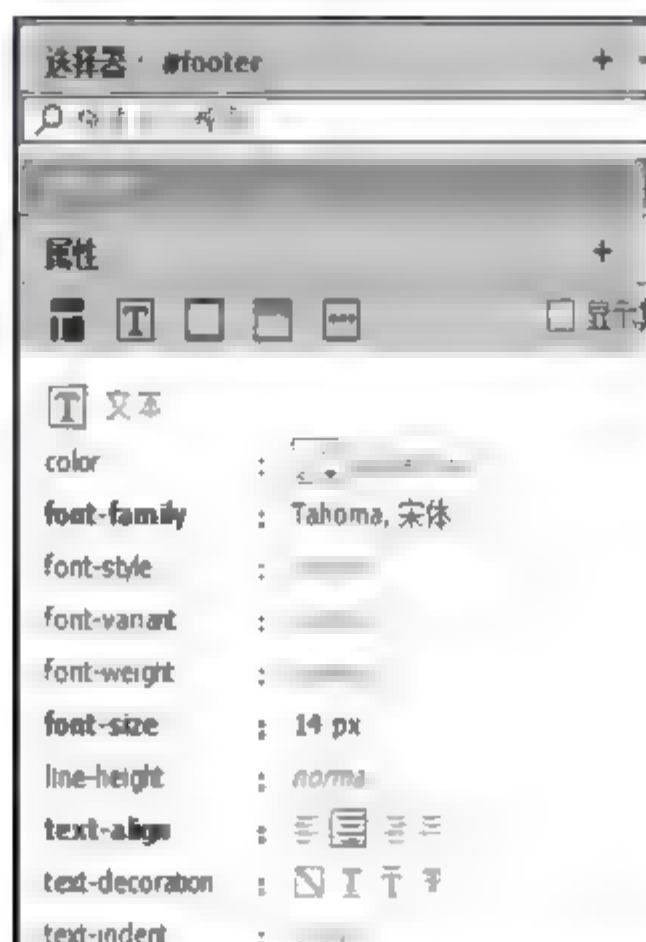 选择器 : #footer +
属性 +
文本
color :
font-family : Tahoma, 宋体
font-style :
font-variant :
font-weight :
font-size : 14 px
line-height :
text-align :
text-decoration :
text-indent :